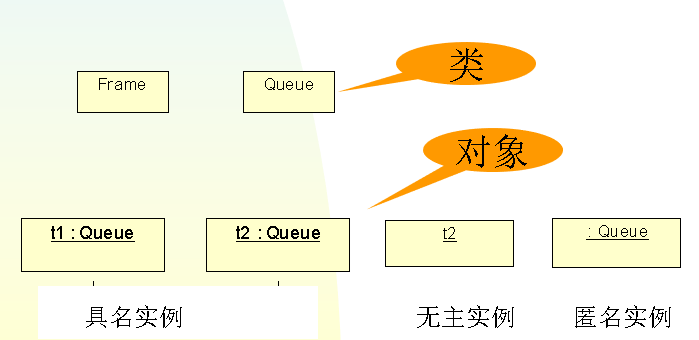 Frame
Queue
类
对象
t1 : Queue
t2 : Queue
t2
: Queue
具名实例
无主实例
匿名实例